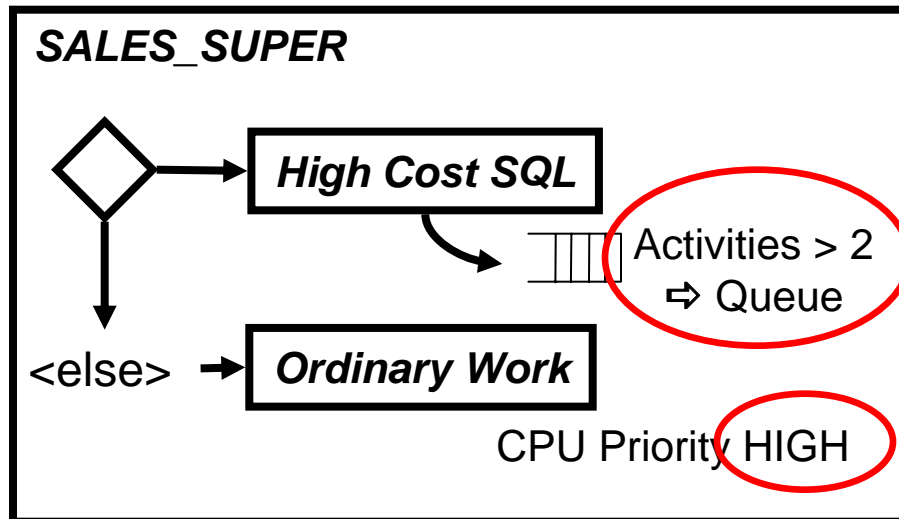 SALES_SUPER
High Cost SQL
Activities > 2
⇨ Queue
<else>
Ordinary Work
CPU Priority HIGH